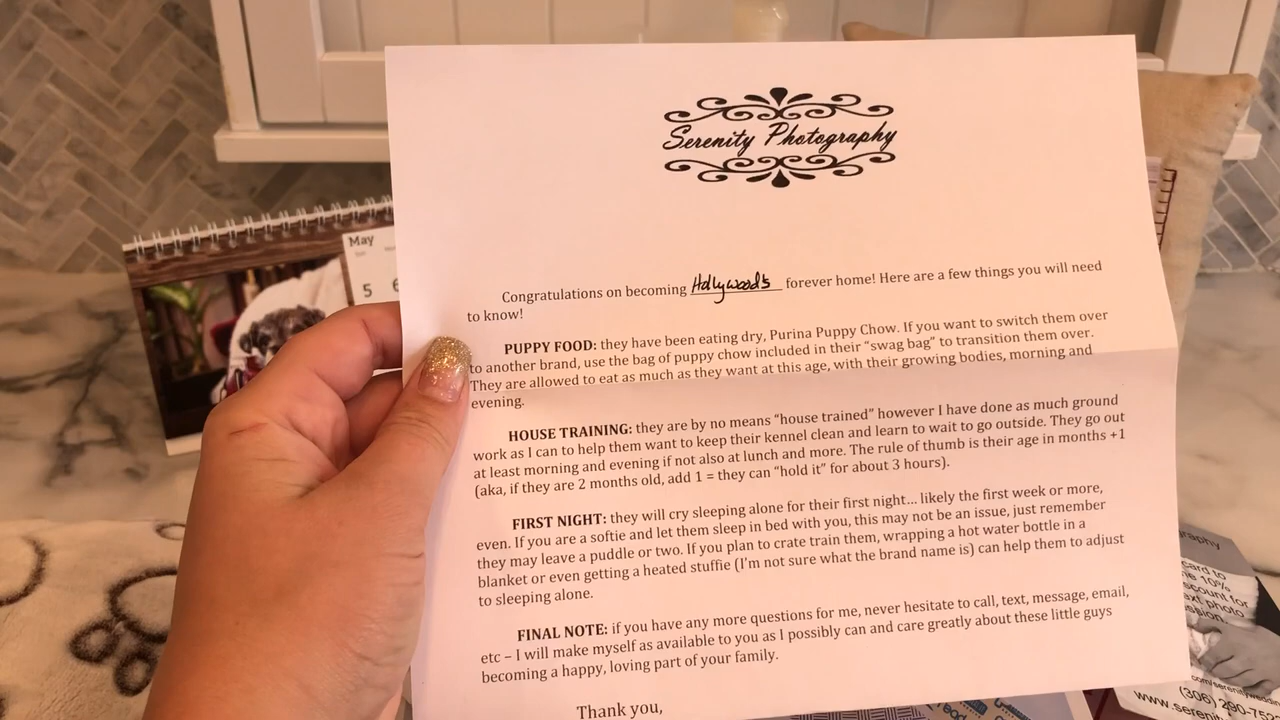 Serenity Photography
Congratulations on becoming Hollywood's forever home! Here are a few things you will need
to know!
PUPPY FOOD: they have been eating dry, Purina Puppy Chow. If you want to switch them over
to another brand, use the bag of puppy chow included in their “swag bag” to transition them over.
They are allowed to eat as much as they want at this age, with their growing bodies, morning and
evening.
HOUSE TRAINING: they are by no means “house trained” however I have done as much ground
work as I can to help them want to keep their kennel clean and learn to wait to go outside. They go out
at least morning and evening if not also at lunch and more. The rule of thumb is their age in months +1
(aka, if they are 2 months old, add 1 = they can “hold it” for about 3 hours).
FIRST NIGHT: they will cry sleeping alone for their first night... likely the first week or more,
even. If you are a softie and let them sleep in bed with you, this may not be an issue, just remember
they may leave a puddle or two. If you plan to crate train them, wrapping a hot water bottle in a
blanket or even getting a heated stuffie (I’m not sure what the brand name is) can help them to adjust
to sleeping alone.
FINAL NOTE: if you have any more questions for me, never hesitate to call, text, message, email,
etc – I will make myself as available to you as I possibly can and care greatly about these little guys
becoming a happy, loving part of your family.
Thank you,
May
5 6
graphy
card to
10%
count for
photo
www.sereni
(306) 290-752